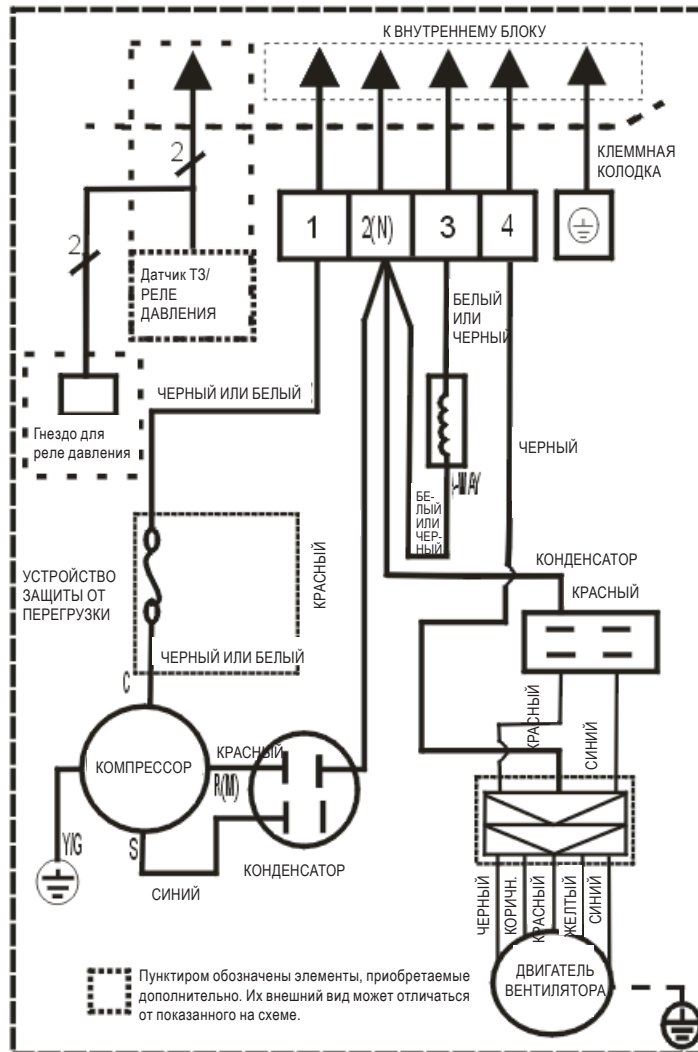 К ВНУТРЕННЕМУ БЛОКУ
2
КЛЕММНАЯ
КОЛОДКА
1
2(N)
3
4
2
Датчик Т3/
РЕЛЕ
ДАВЛЕНИЯ
БЕЛЫЙ
ИЛИ
ЧЕРНЫЙ
Гнездо для
реле давления
ЧЕРНЫЙ ИЛИ БЕЛЫЙ
ЧЕРНЫЙ
-WAY
БЕ-
ЛЫЙ
ИЛИ
ЧЕР-
НЫЙ
КРАСНЫЙ
УСТРОЙСТВО
ЗАЩИТЫ ОТ
ПЕРЕГРУЗКИ
КОНДЕНСАТОР
КРАСНЫЙ
ЧЕРНЫЙ ИЛИ БЕЛЫЙ
C
КРАСНЫЙ
СИНИЙ
КОМПРЕССОР
КРАСНЫЙ
R(M)
Y/G
S
СИНИЙ
КОНДЕНСАТОР
ЧЕРНЫЙ
КОРИЧН.
КРАСНЫЙ
ЖЕЛТЫЙ
СИНИЙ
ДВИГАТЕЛЬ
ВЕНТИЛЯТОРА
Пунктиром обозначены элементы, приобретаемые
дополнительно. Их внешний вид может отличаться
от показанного на схеме.